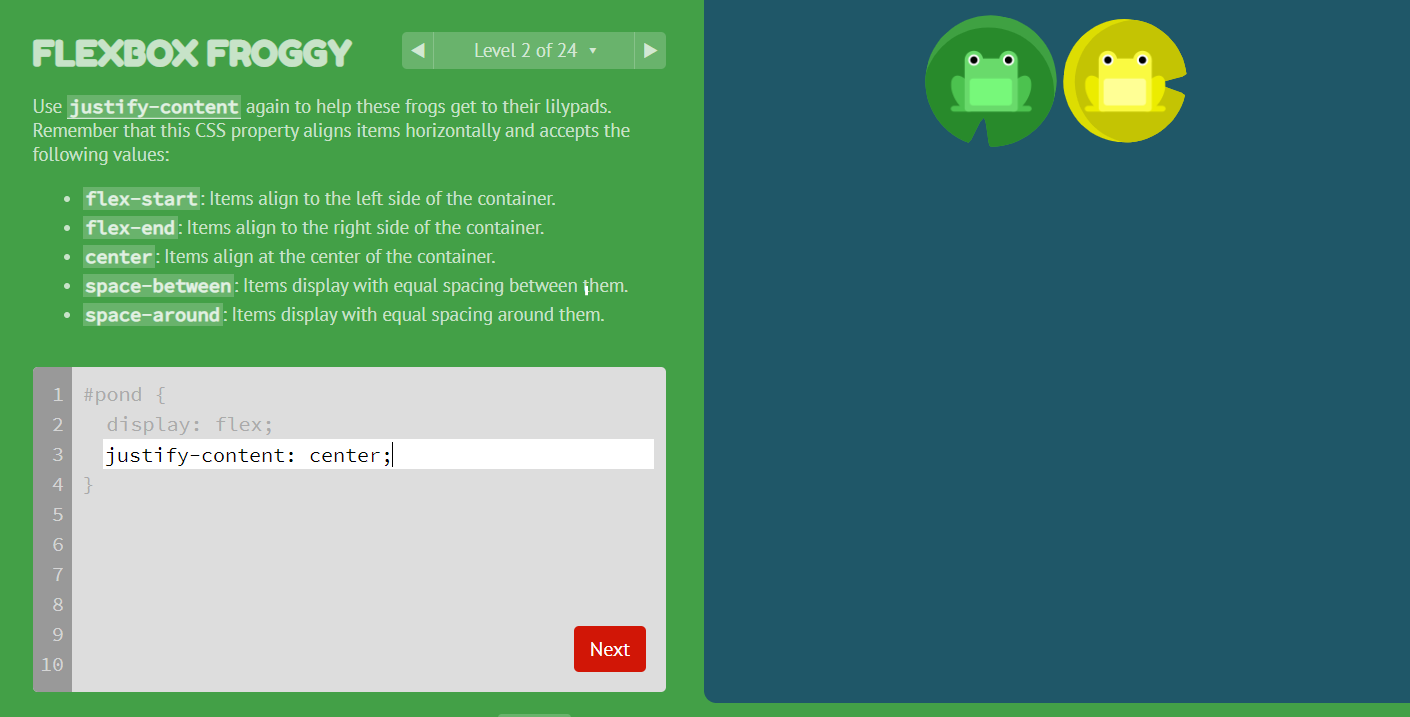 FLEXBOX FROGGY
◀ Level 2 of 24 ▼ ▶
Use justify-content again to help these frogs get to their lilypads.
Remember that this CSS property aligns items horizontally and accepts the
following values:
• flex-start: Items align to the left side of the container.
• flex-end: Items align to the right side of the container.
• center: Items align at the center of the container.
• space-between: Items display with equal spacing between them.
• space-around: Items display with equal spacing around them.
1 #pond {
2 display: flex;
3 justify-content: center;
4 }
5
6
7
8
9
10
Next